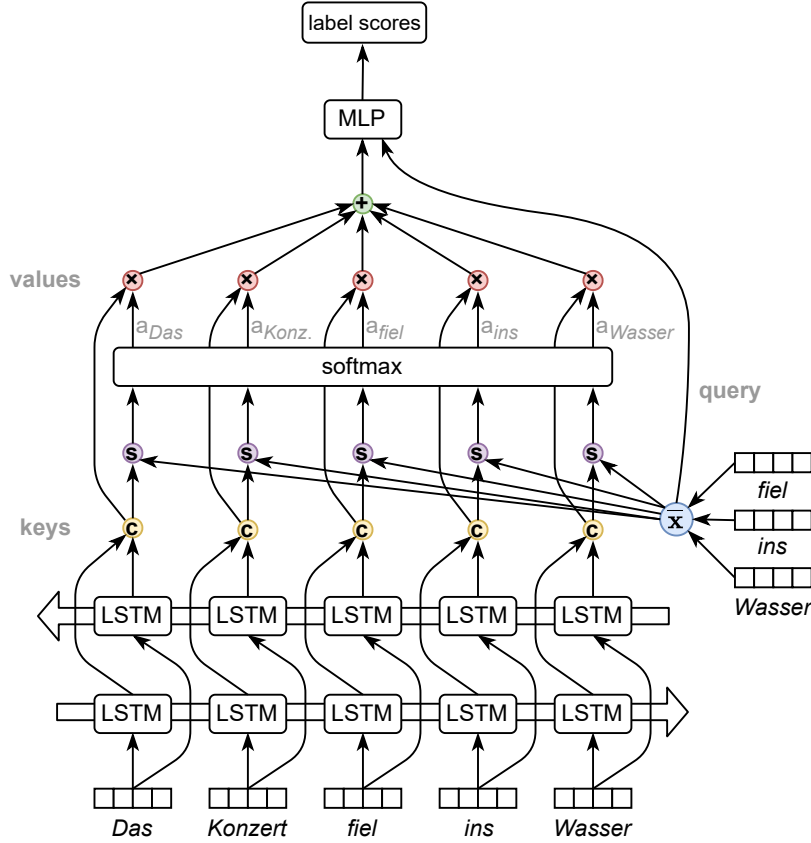 label scores
MLP
+
values × × × × ×
a_Das a_Konz. a_fiel a_ins a_Wasser
softmax
query
s s s s s
fiel
keys c c c c c x̄ ins
Wasser
LSTM LSTM LSTM LSTM LSTM
LSTM LSTM LSTM LSTM LSTM
Das Konzert fiel ins Wasser